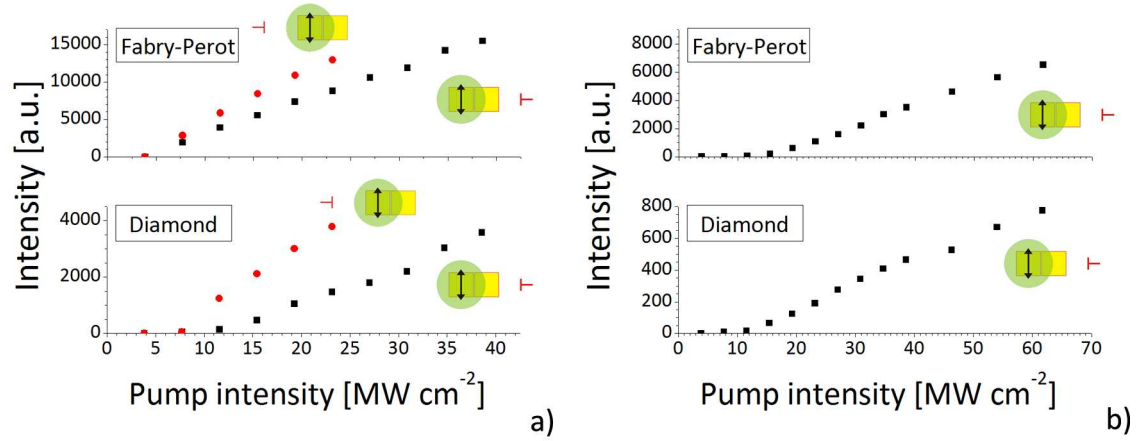 Fabry-Perot
15000
10000
5000
0
Diamond
4000
2000
0
0 5 10 15 20 25 30 35 40
Intensity [a.u.]
Pump intensity [MW cm-2]
a)
Fabry-Perot
8000
6000
4000
2000
0
Diamond
800
600
400
200
0
0 10 20 30 40 50 60 70
Intensity [a.u.]
Pump intensity [MW cm-2]
b)